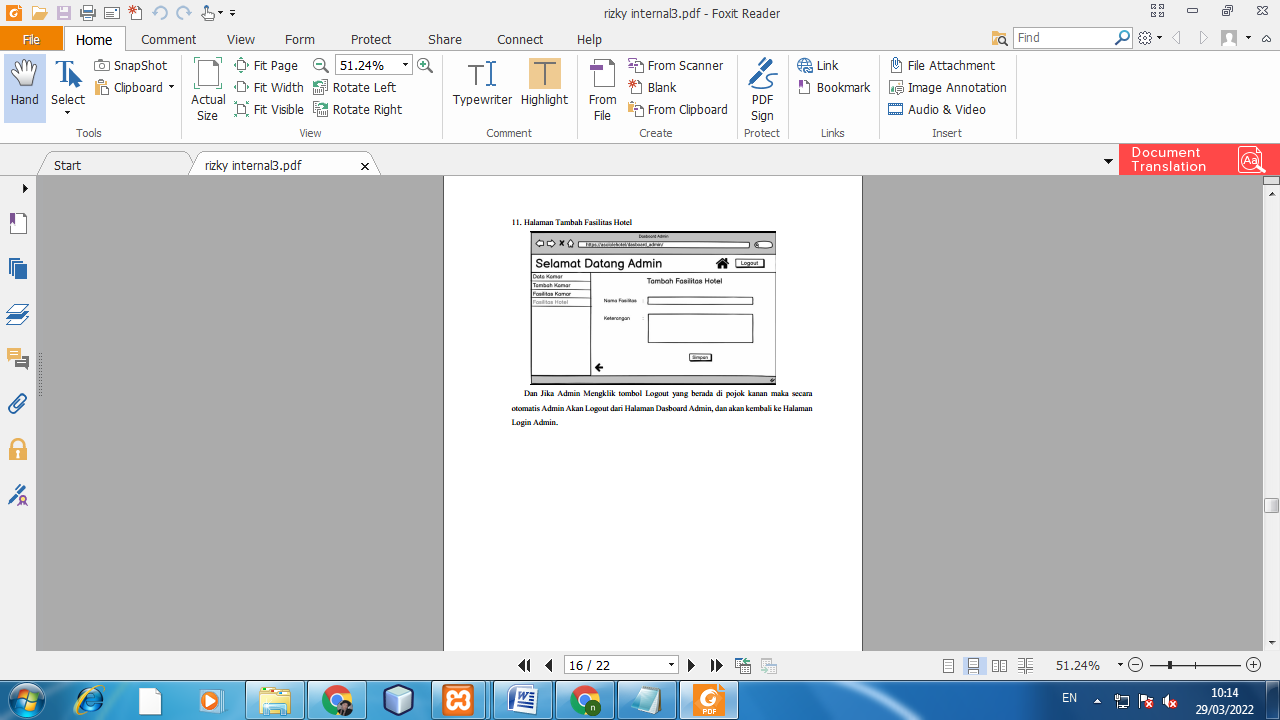 rizky internal3.pdf - Foxit Reader
File Home Comment View Form Protect Share Connect Help
Find
Hand
Select
SnapShot
Clipboard
Tools
Actual Size
Fit Page
Fit Width
Fit Visible
51.24%
Rotate Left
Rotate Right
View
Typewriter
Highlight
Comment
From File
From Scanner
Blank
From Clipboard
Create
PDF Sign
Protect
Link
Bookmark
Links
File Attachment
Image Annotation
Audio & Video
Insert
Start
rizky internal3.pdf
Document
Translation
11. Halaman Tambah Fasilitas Hotel
Dasboard Admin
https://asololehotel/dasboard_admin/
Selamat Datang Admin
Logout
Data Kamar
Tambah Kamar
Fasilitas Kamar
Fasilitas Hotel
Tambah Fasilitas Hotel
Nama Fasilitas :
Keterangan :
Simpan
Dan Jika Admin Mengklik tombol Logout yang berada di pojok kanan maka secara
otomatis Admin Akan Logout dari Halaman Dasboard Admin, dan akan kembali ke Halaman
Login Admin.
16 / 22
51.24%
EN
10:14
29/03/2022